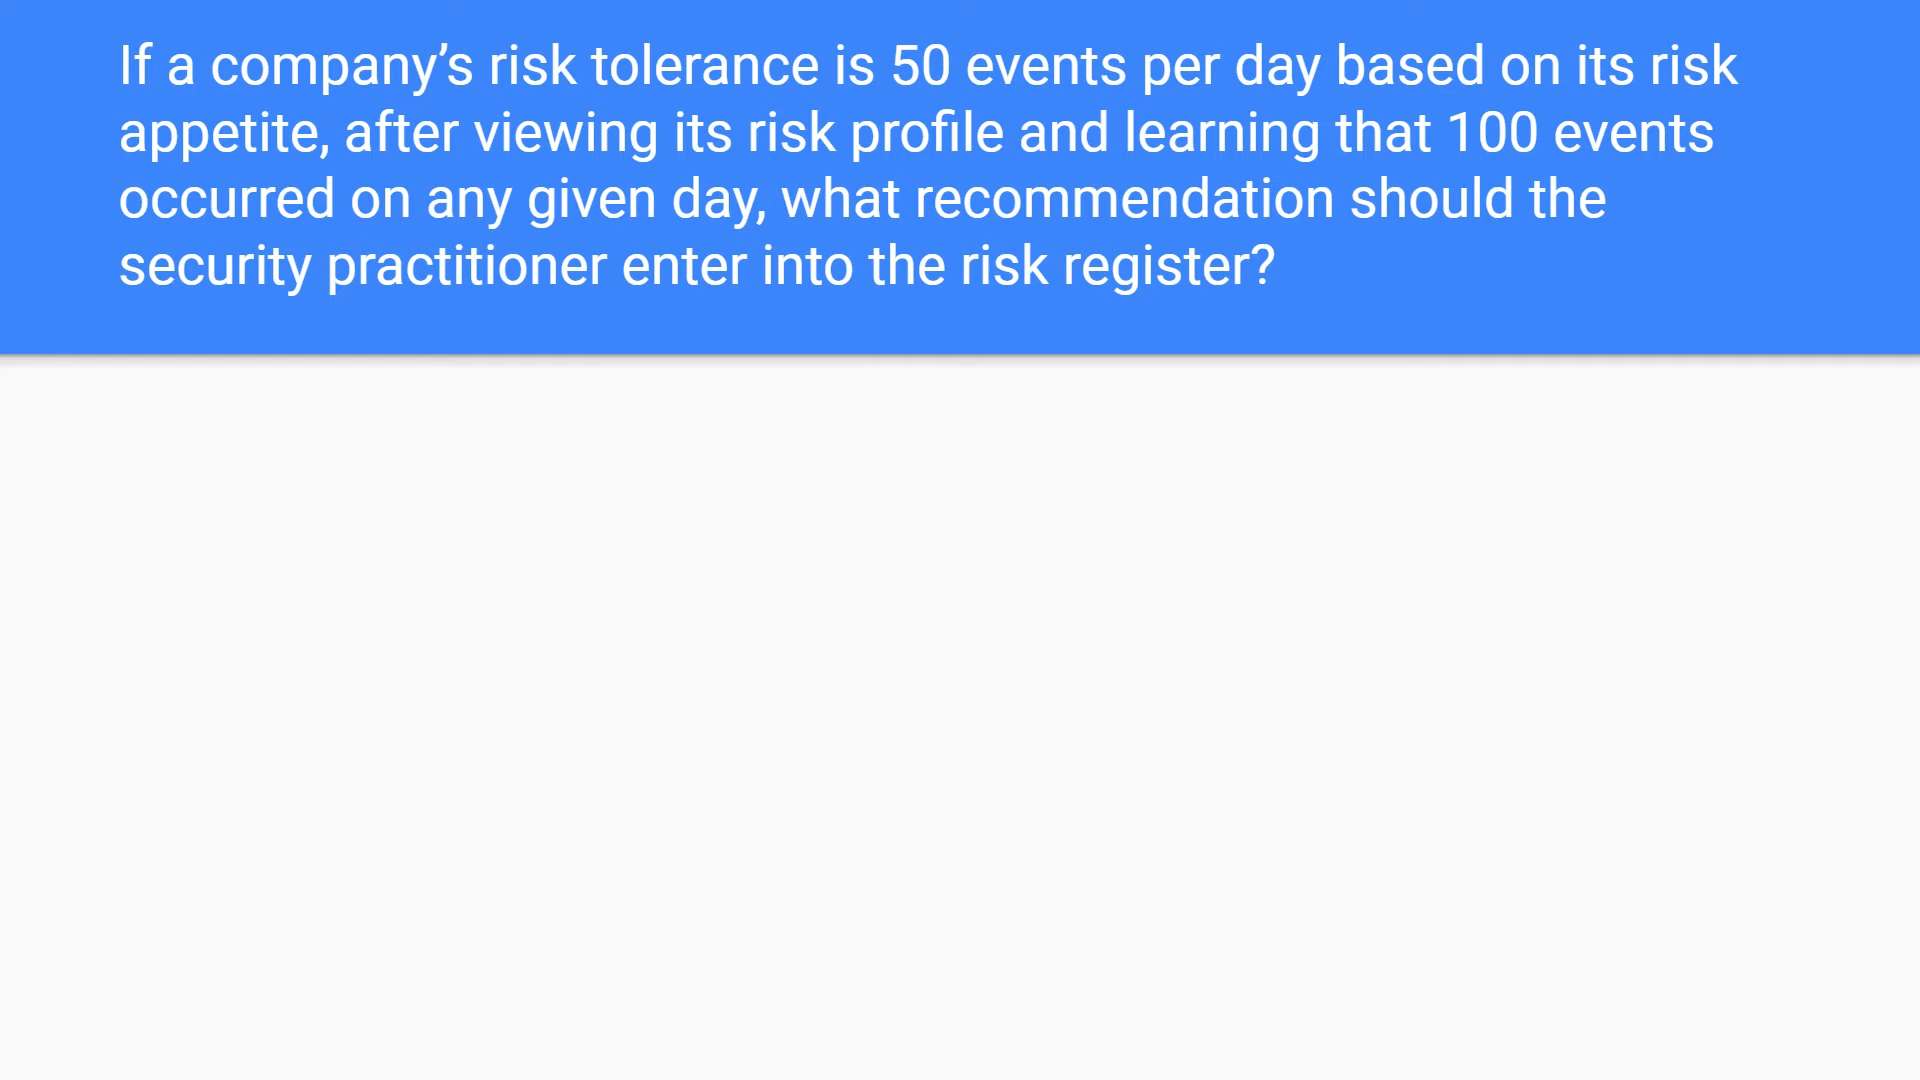 If a company’s risk tolerance is 50 events per day based on its risk
appetite, after viewing its risk profile and learning that 100 events
occurred on any given day, what recommendation should the
security practitioner enter into the risk register?